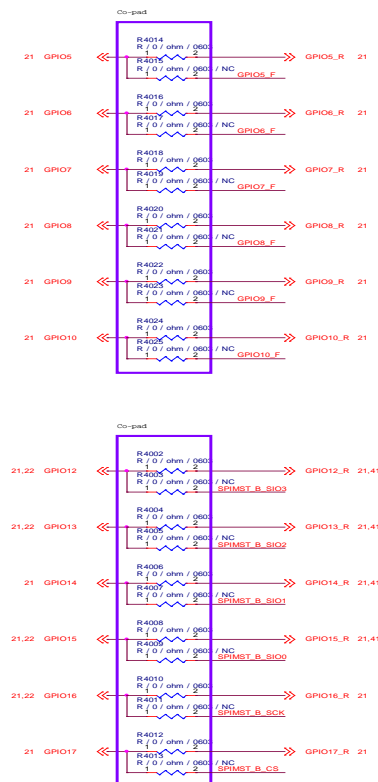 Co-pad
R4014
R / 0 / ohm / 0603
21 GPIO5 1 2 GPIO5_R 21
R4015
R / 0 / ohm / 0603 / NC
1 2 GPIO5_F
R4016
R / 0 / ohm / 0603
21 GPIO6 1 2 GPIO6_R 21
R4017
R / 0 / ohm / 0603 / NC
1 2 GPIO6_F
R4018
R / 0 / ohm / 0603
21 GPIO7 1 2 GPIO7_R 21
R4019
R / 0 / ohm / 0603 / NC
1 2 GPIO7_F
R4020
R / 0 / ohm / 0603
21 GPIO8 1 2 GPIO8_R 21
R4021
R / 0 / ohm / 0603 / NC
1 2 GPIO8_F
R4022
R / 0 / ohm / 0603
21 GPIO9 1 2 GPIO9_R 21
R4023
R / 0 / ohm / 0603 / NC
1 2 GPIO9_F
R4024
R / 0 / ohm / 0603
21 GPIO10 1 2 GPIO10_R 21
R4025
R / 0 / ohm / 0603 / NC
1 2 GPIO10_F
Co-pad
R4002
R / 0 / ohm / 0603
21,22 GPIO12 1 2 GPIO12_R 21,41
R4003
R / 0 / ohm / 0603 / NC
1 2 SPIMST_B_SIO3
R4004
R / 0 / ohm / 0603
21,22 GPIO13 1 2 GPIO13_R 21,41
R4005
R / 0 / ohm / 0603 / NC
1 2 SPIMST_B_SIO2
R4006
R / 0 / ohm / 0603
21 GPIO14 1 2 GPIO14_R 21,41
R4007
R / 0 / ohm / 0603 / NC
1 2 SPIMST_B_SIO1
R4008
R / 0 / ohm / 0603
21,22 GPIO15 1 2 GPIO15_R 21,41
R4009
R / 0 / ohm / 0603 / NC
1 2 SPIMST_B_SIO0
R4010
R / 0 / ohm / 0603
21,22 GPIO16 1 2 GPIO16_R 21
R4011
R / 0 / ohm / 0603 / NC
1 2 SPIMST_B_SCK
R4012
R / 0 / ohm / 0603
21 GPIO17 1 2 GPIO17_R 21
R4013
R / 0 / ohm / 0603 / NC
1 2 SPIMST_B_CS